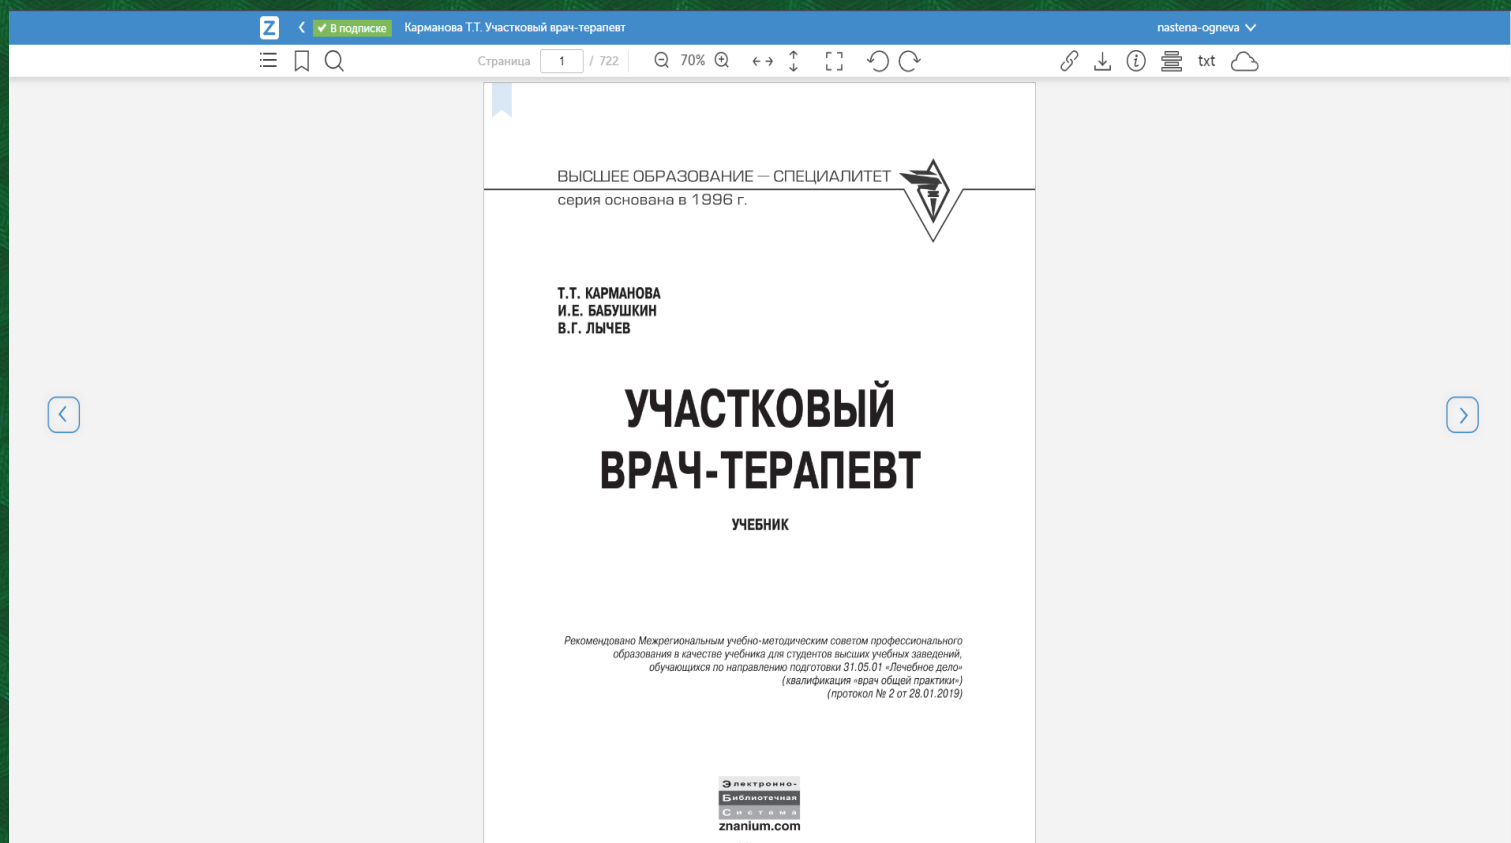 Z
В подписке Карманова Т.Т. Участковый врач-терапевт nastena-ogneva
Страница 1 / 722 70% txt
ВЫСШЕЕ ОБРАЗОВАНИЕ — СПЕЦИАЛИТЕТ
серия основана в 1996 г.
Т.Т. КАРМАНОВА
И.Е. БАБУШКИН
В.Г. ЛЫЧЕВ
УЧАСТКОВЫЙ
ВРАЧ-ТЕРАПЕВТ
УЧЕБНИК
Рекомендовано Межрегиональным учебно-методическим советом профессионального
образования в качестве учебника для студентов высших учебных заведений,
обучающихся по направлению подготовки 31.05.01 «Лечебное дело»
(квалификация «врач общей практики»)
(протокол № 2 от 28.01.2019)
Электронно-
Библиотечная
Система
znanium.com